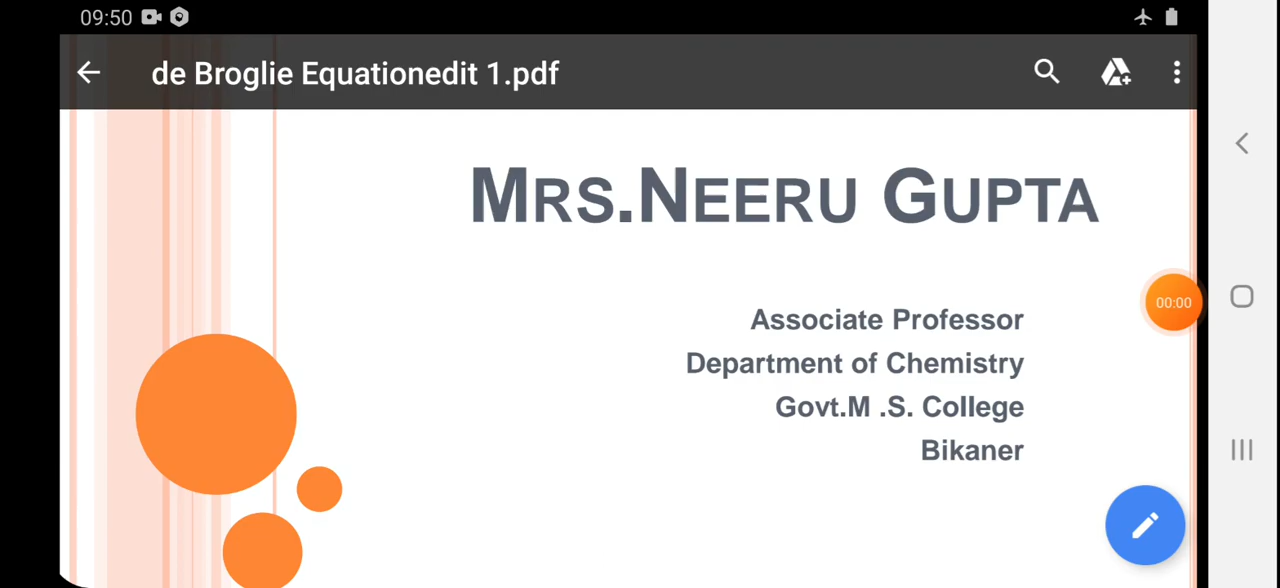 09:50
de Broglie Equationedit 1.pdf
MRS.NEERU GUPTA
Associate Professor
00:00
Department of Chemistry
Govt.M .S. College
Bikaner